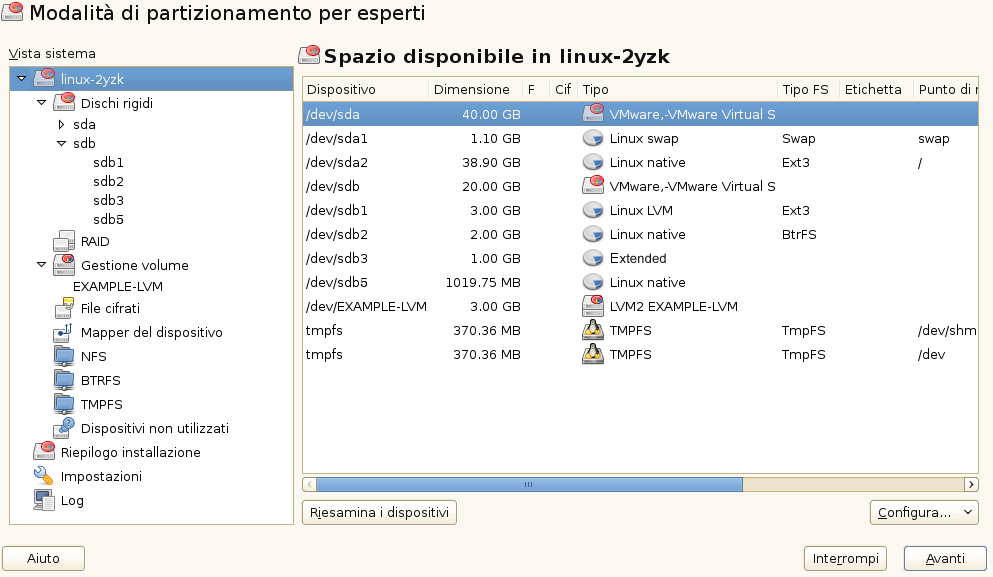 Modalità di partizionamento per esperti
Vista sistema
linux-2yzk
Dischi rigidi
sda
sdb
sdb1
sdb2
sdb3
sdb5
RAID
Gestione volume
EXAMPLE-LVM
File cifrati
Mapper del dispositivo
NFS
BTRFS
TMPFS
Dispositivi non utilizzati
Riepilogo installazione
Impostazioni
Log
Spazio disponibile in linux-2yzk
Dispositivo Dimensione F Cif Tipo Tipo FS Etichetta Punto di
/dev/sda 40.00 GB VMware,-VMware Virtual S
/dev/sda1 1.10 GB Linux swap Swap swap
/dev/sda2 38.90 GB Linux native Ext3 /
/dev/sdb 20.00 GB VMware,-VMware Virtual S
/dev/sdb1 3.00 GB Linux LVM Ext3
/dev/sdb2 2.00 GB Linux native BtrFS
/dev/sdb3 1.00 GB Extended
/dev/sdb5 1019.75 MB Linux native
/dev/EXAMPLE-LVM 3.00 GB LVM2 EXAMPLE-LVM
tmpfs 370.36 MB TMPFS TmpFS /dev/shm
tmpfs 370.36 MB TMPFS TmpFS /dev
Riesamina i dispositivi
Configura...
Aiuto
Interrompi
Avanti